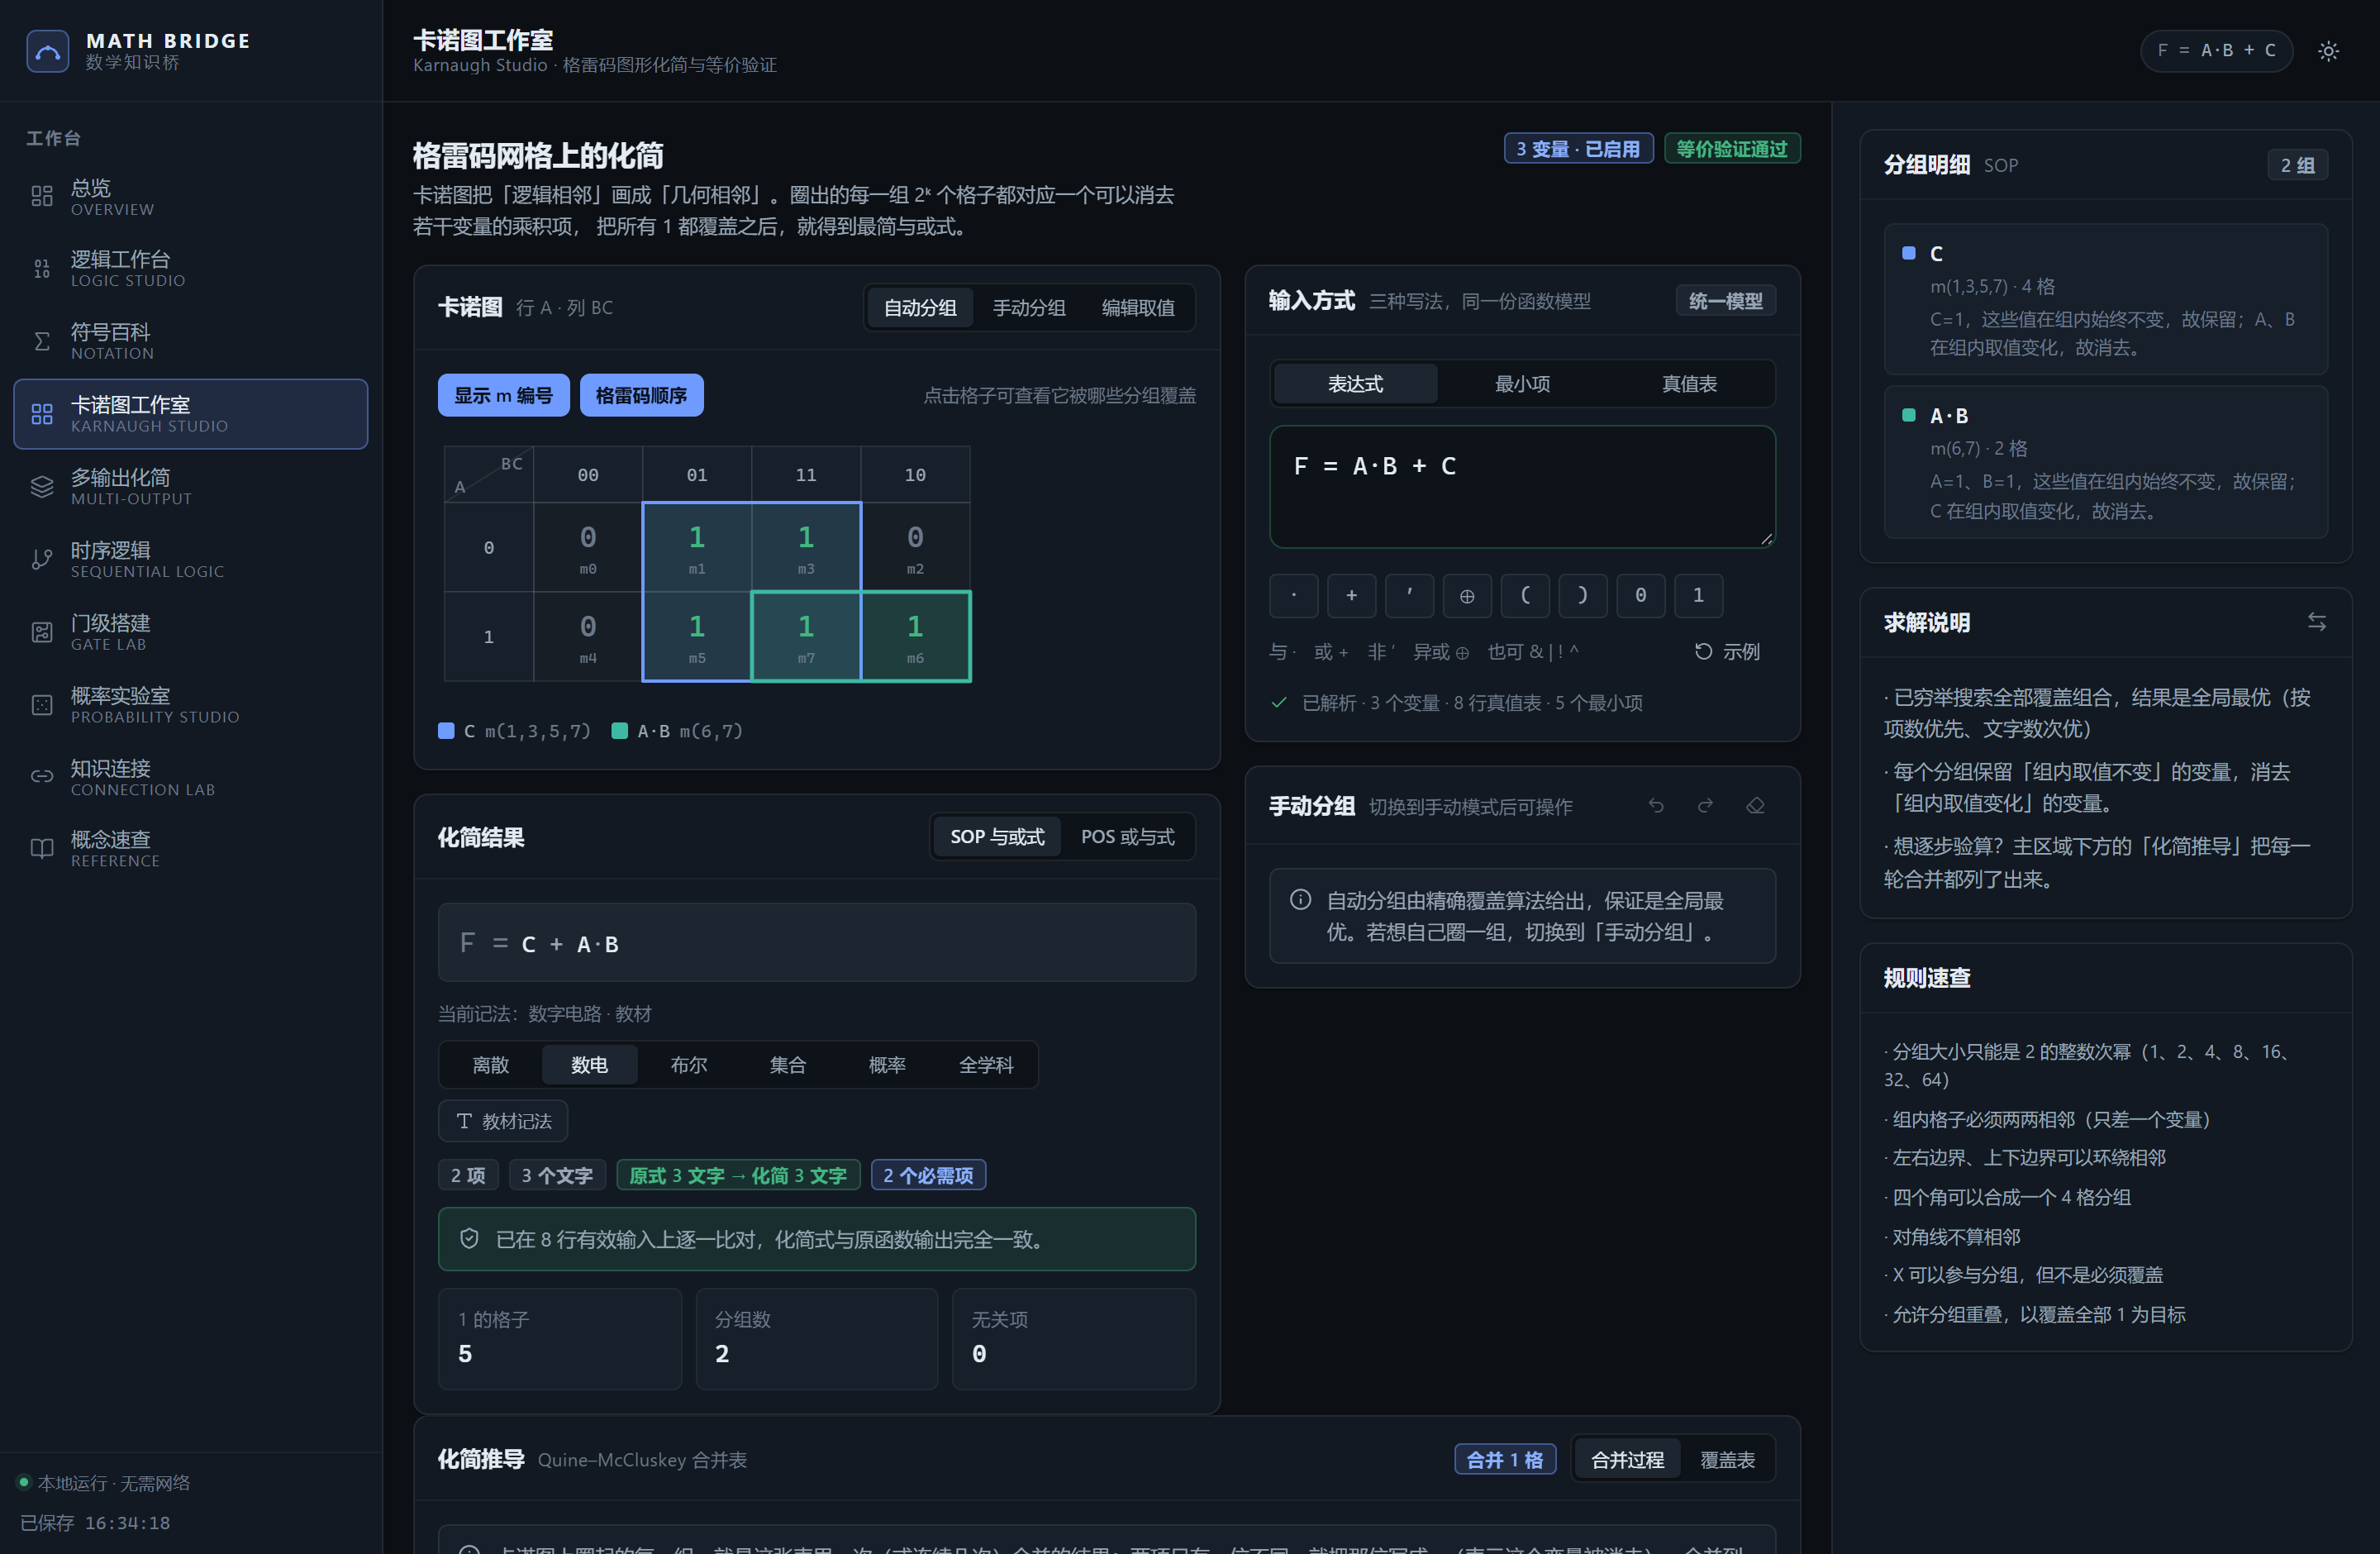 MATH BRIDGE
数学知识桥
工作台
总览
OVERVIEW
逻辑工作台
LOGIC STUDIO
符号百科
NOTATION
卡诺图工作室
KARNAUGH STUDIO
多输出化简
MULTI-OUTPUT
时序逻辑
SEQUENTIAL LOGIC
门级搭建
GATE LAB
概率实验室
PROBABILITY STUDIO
知识连接
CONNECTION LAB
概念速查
REFERENCE
本地运行 · 无需网络
已保存 16:34:18
卡诺图工作室
Karnaugh Studio · 格雷码图形化简与等价验证
F = A·B + C
格雷码网格上的化简
3 变量 · 已启用 等价验证通过
卡诺图把「逻辑相邻」画成「几何相邻」。圈出的每一组 2ᵏ 个格子都对应一个可以消去
若干变量的乘积项， 把所有 1 都覆盖之后，就得到最简与或式。
卡诺图 行 A · 列 BC
自动分组 手动分组 编辑取值
显示 m 编号 格雷码顺序 点击格子可查看它被哪些分组覆盖
BC
A
00 01 11 10
0 0 1 1 0
m0 m1 m3 m2
1 0 1 1 1
m4 m5 m7 m6
C m(1,3,5,7) A·B m(6,7)
化简结果
SOP 与或式 POS 或与式
F = C + A·B
当前记法：数字电路 · 教材
离散 数电 布尔 集合 概率 全学科
教材记法
2 项 3 个文字 原式 3 文字 → 化简 3 文字 2 个必需项
已在 8 行有效输入上逐一比对，化简式与原函数输出完全一致。
1 的格子
5
分组数
2
无关项
0
输入方式 三种写法，同一份函数模型 统一模型
表达式 最小项 真值表
F = A·B + C
· + ′ ⊕ ( ) 0 1
与 · 或 + 非 ′ 异或 ⊕ 也可 & | ! ^ 示例
已解析 · 3 个变量 · 8 行真值表 · 5 个最小项
手动分组 切换到手动模式后可操作
自动分组由精确覆盖算法给出，保证是全局最
优。若想自己圈一组，切换到「手动分组」。
化简推导 Quine–McCluskey 合并表
合并 1 格 合并过程 覆盖表
分组明细 SOP 2 组
C
m(1,3,5,7) · 4 格
C=1，这些值在组内始终不变，故保留；A、B
在组内取值变化，故消去。
A·B
m(6,7) · 2 格
A=1、B=1，这些值在组内始终不变，故保留；
C 在组内取值变化，故消去。
求解说明
· 已穷举搜索全部覆盖组合，结果是全局最优（按
项数优先、文字数次优）
· 每个分组保留「组内取值不变」的变量，消去
「组内取值变化」的变量。
· 想逐步验算？主区域下方的「化简推导」把每一
轮合并都列了出来。
规则速查
· 分组大小只能是 2 的整数次幂（1、2、4、8、16、
32、64）
· 组内格子必须两两相邻（只差一个变量）
· 左右边界、上下边界可以环绕相邻
· 四个角可以合成一个 4 格分组
· 对角线不算相邻
· X 可以参与分组，但不是必须覆盖
· 允许分组重叠，以覆盖全部 1 为目标